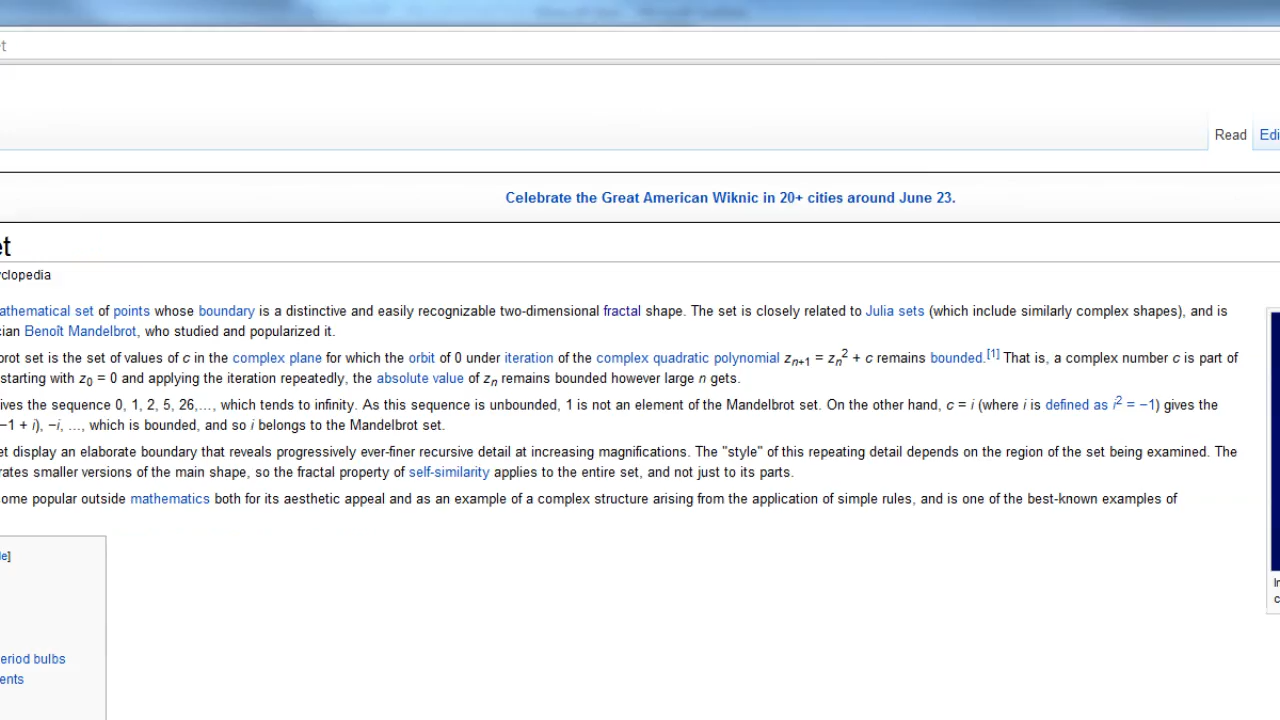 et
Read Edi
Celebrate the Great American Wiknic in 20+ cities around June 23.
et
yclopedia
athematical set of points whose boundary is a distinctive and easily recognizable two-dimensional fractal shape. The set is closely related to Julia sets (which include similarly complex shapes), and is
cian Benoît Mandelbrot, who studied and popularized it.
brot set is the set of values of c in the complex plane for which the orbit of 0 under iteration of the complex quadratic polynomial zn+1 = zn2 + c remains bounded.[1] That is, a complex number c is part of
starting with z0 = 0 and applying the iteration repeatedly, the absolute value of zn remains bounded however large n gets.
ives the sequence 0, 1, 2, 5, 26,…, which tends to infinity. As this sequence is unbounded, 1 is not an element of the Mandelbrot set. On the other hand, c = i (where i is defined as i2 = −1) gives the
−1 + i), −i, ..., which is bounded, and so i belongs to the Mandelbrot set.
et display an elaborate boundary that reveals progressively ever-finer recursive detail at increasing magnifications. The "style" of this repeating detail depends on the region of the set being examined. The
rates smaller versions of the main shape, so the fractal property of self-similarity applies to the entire set, and not just to its parts.
ome popular outside mathematics both for its aesthetic appeal and as an example of a complex structure arising from the application of simple rules, and is one of the best-known examples of
de]
In
c
eriod bulbs
ents